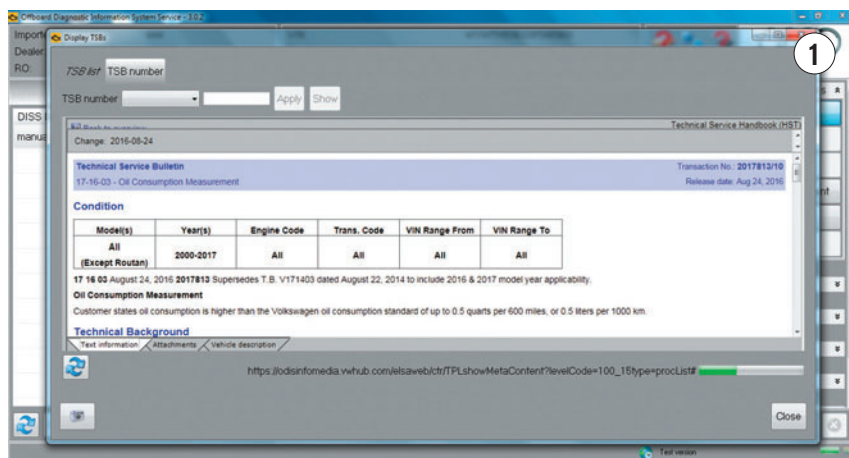 Offboard Diagnostic Information System Service - 3.0.2
Display TSBs
Dealer
RO:
1
TSB list TSB number
TSB number Apply Show
DISS
Technical Service Handbook (HST)
Change: 2016-08-24
Technical Service Bulletin Transaction No.: 2017813/10
17-16-03 - Oil Consumption Measurement Release date: Aug 24, 2016
Condition
Model(s) Year(s) Engine Code Trans. Code VIN Range From VIN Range To
All
(Except Routan) 2000-2017 All All All All
17 16 03 August 24, 2016 2017813 Supersedes T.B. V171403 dated August 22, 2014 to include 2016 & 2017 model year applicability.
Oil Consumption Measurement
Customer states oil consumption is higher than the Volkswagen oil consumption standard of up to 0.5 quarts per 600 miles, or 0.5 liters per 1000 km.
Technical Background
Text information Attachments Vehicle description
https://odisinfomedia.vwhub.com/elsaweb/ctr/TPLshowMetaContent?levelCode=100_15type=procList#
Close
Test version